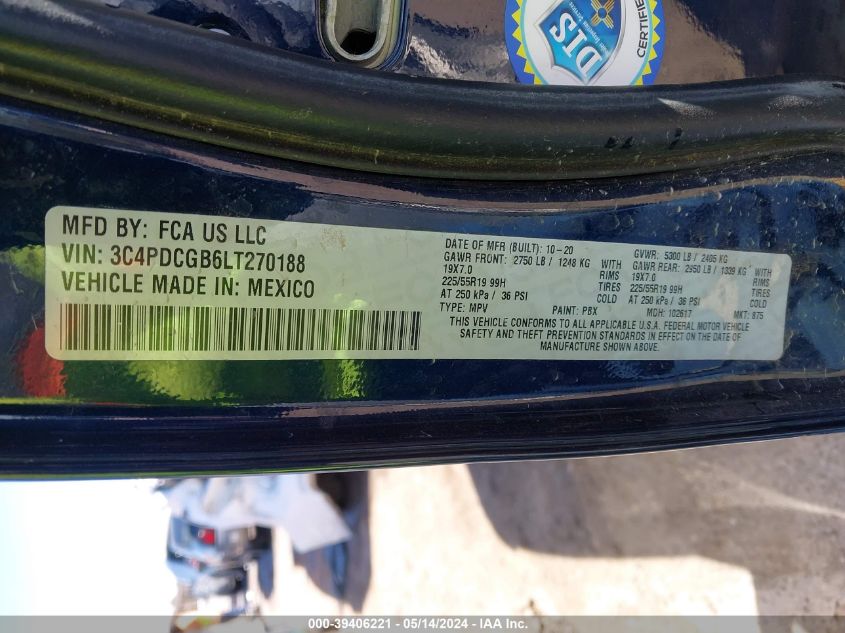 CERTIFIE
DIS
MFD BY: FCA US LLC
VIN: 3C4PDCGB6LT270188
VEHICLE MADE IN: MEXICO
DATE OF MFR (BUILT): 10-20 GVWR: 5300 LB / 2405 KG
GAWR FRONT: 2750 LB / 1248 KG WITH GAWR REAR: 2950 LB / 1339 KG WITH
19X7.0 RIMS 19X7.0 RIMS
225/55R19 99H TIRES 225/55R19 99H TIRES
AT 250 kPa / 36 PSI COLD AT 250 kPa / 36 PSI COLD
TYPE: MPV PAINT: PBX MDH: 102617 MKT: 875
THIS VEHICLE CONFORMS TO ALL APPLICABLE U.S.A. FEDERAL MOTOR VEHICLE
SAFETY AND THEFT PREVENTION STANDARDS IN EFFECT ON THE DATE OF
MANUFACTURE SHOWN ABOVE.
000-39406221 - 05/14/2024 - IAA Inc.